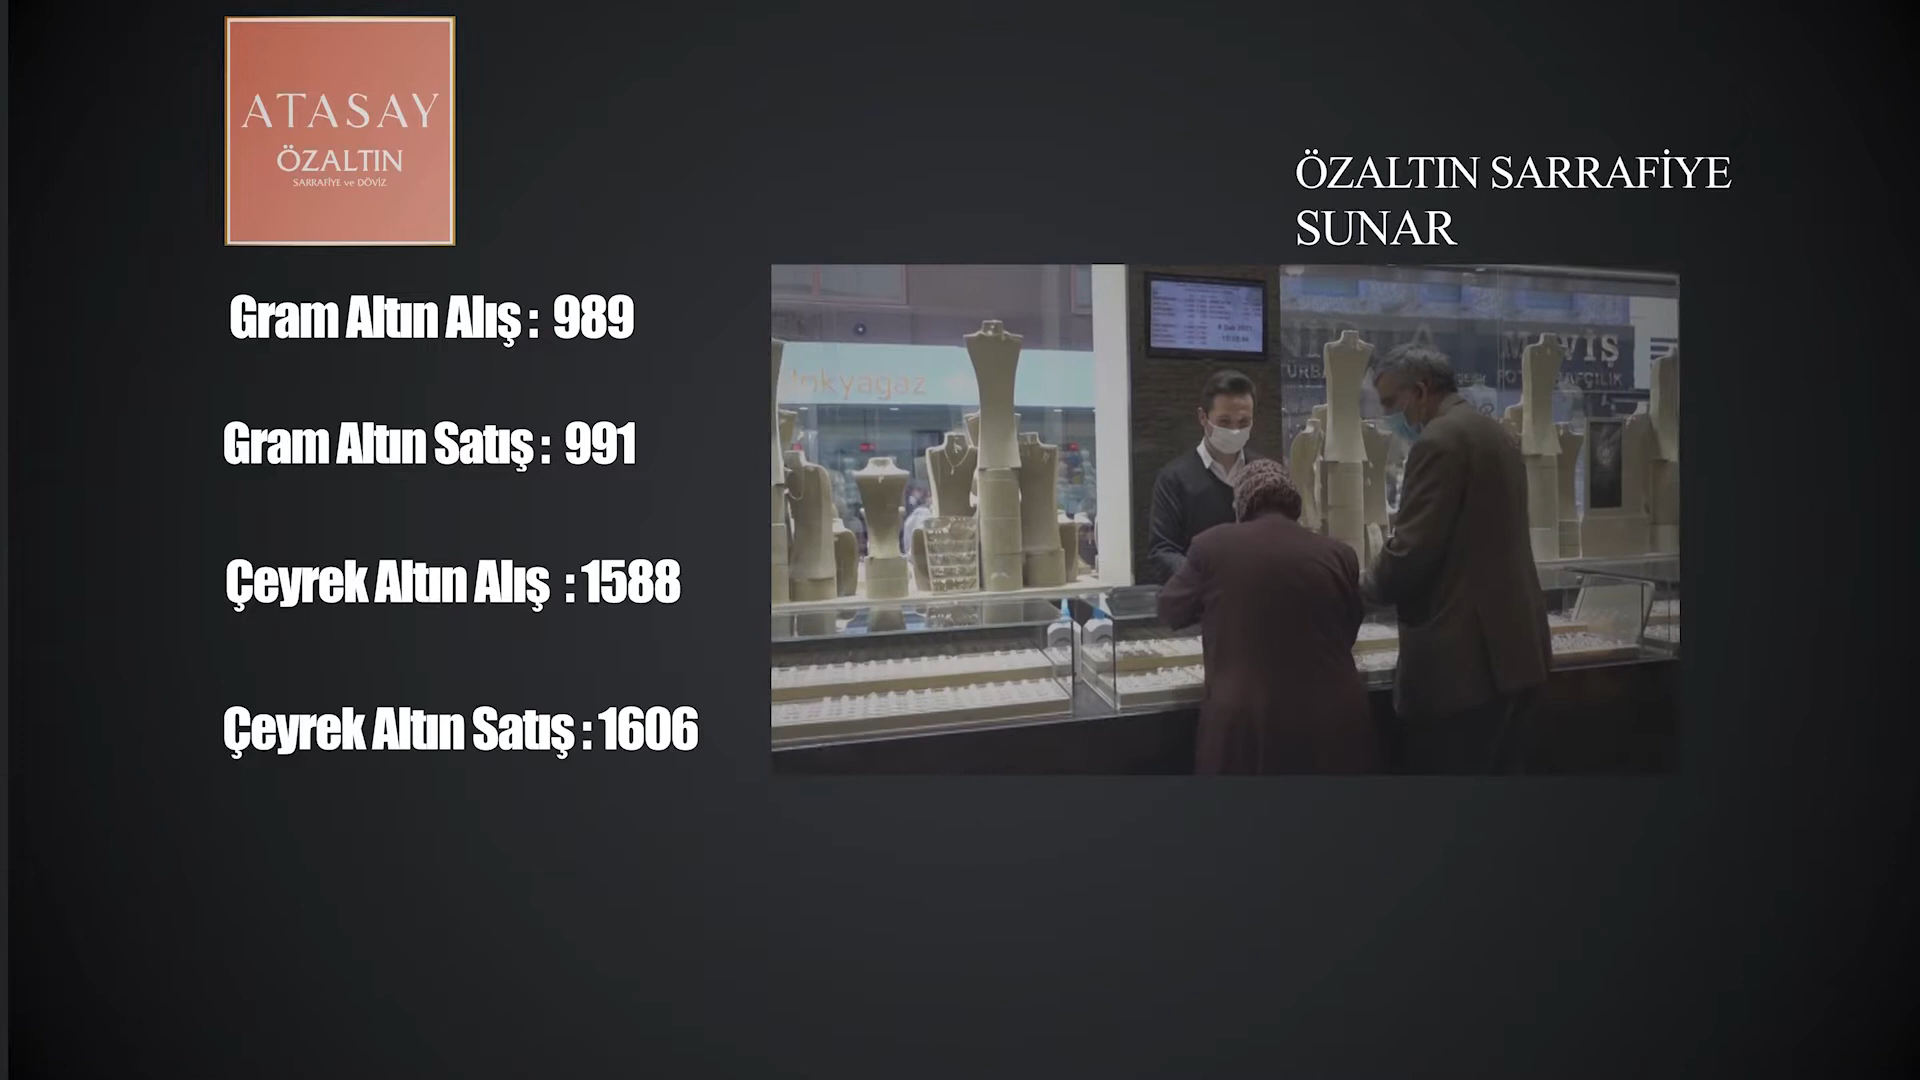 ATASAY
ÖZALTIN
SARRAFİYE ve DÖVİZ
ÖZALTIN SARRAFİYE
SUNAR
Gram Altın Alış : 989
Gram Altın Satış : 991
Çeyrek Altın Alış : 1588
Çeyrek Altın Satış : 1606